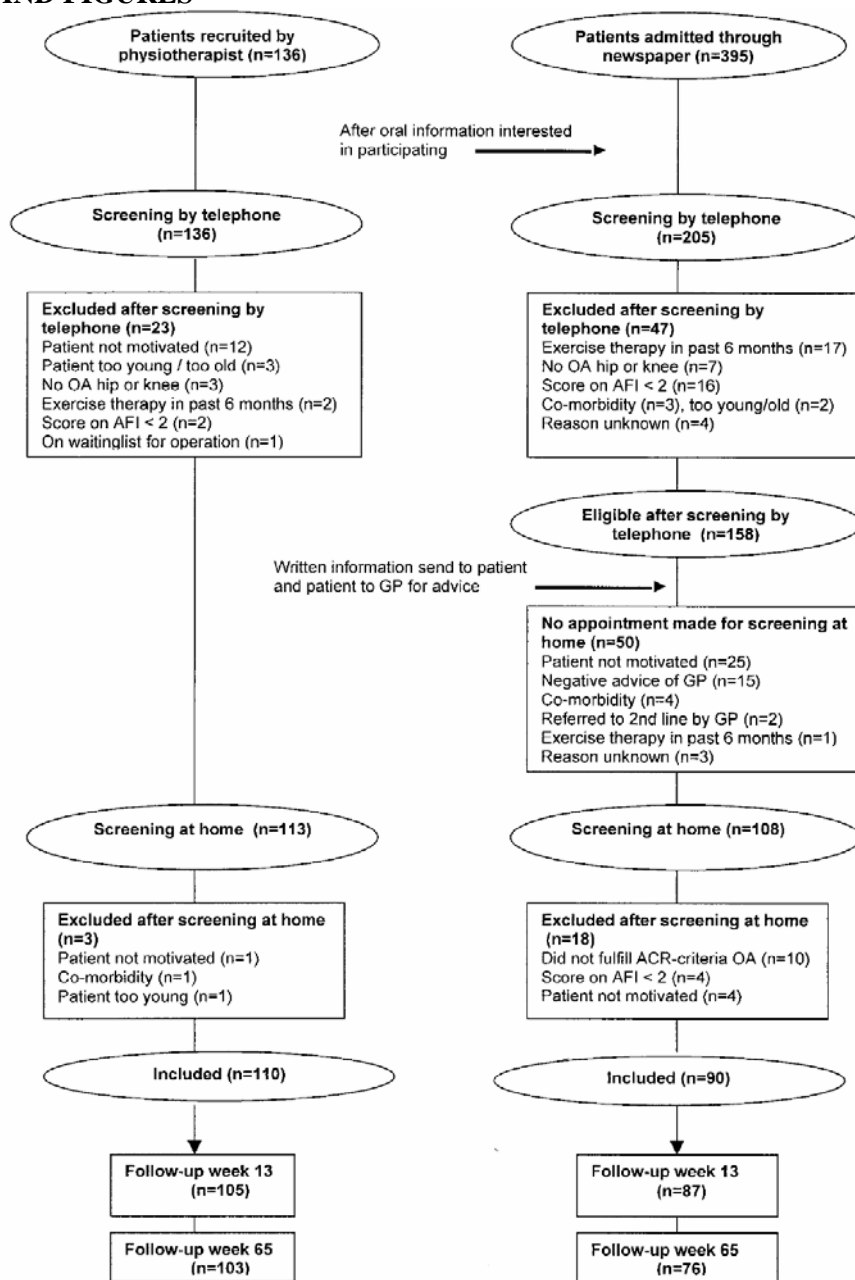 AND FIGURES
Patients recruited by
physiotherapist (n=136)
Patients admitted through
newspaper (n=395)
After oral information interested
in participating
Screening by telephone
(n=136)
Screening by telephone
(n=205)
Excluded after screening by
telephone (n=23)
Patient not motivated (n=12)
Patient too young / too old (n=3)
No OA hip or knee (n=3)
Exercise therapy in past 6 months (n=2)
Score on AFI < 2 (n=2)
On waitinglist for operation (n=1)
Excluded after screening by
telephone (n=47)
Exercise therapy in past 6 months (n=17)
No OA hip or knee (n=7)
Score on AFI < 2 (n=16)
Co-morbidity (n=3), too young/old (n=2)
Reason unknown (n=4)
Eligible after screening by
telephone (n=158)
Written information send to patient
and patient to GP for advice
No appointment made for screening at
home (n=50)
Patient not motivated (n=25)
Negative advice of GP (n=15)
Co-morbidity (n=4)
Referred to 2nd line by GP (n=2)
Exercise therapy in past 6 months (n=1)
Reason unknown (n=3)
Screening at home (n=113)
Screening at home (n=108)
Excluded after screening at home
(n=3)
Patient not motivated (n=1)
Co-morbidity (n=1)
Patient too young (n=1)
Excluded after screening at home
(n=18)
Did not fulfill ACR-criteria OA (n=10)
Score on AFI < 2 (n=4)
Patient not motivated (n=4)
Included (n=110)
Included (n=90)
Follow-up week 13
(n=105)
Follow-up week 13
(n=87)
Follow-up week 65
(n=103)
Follow-up week 65
(n=76)